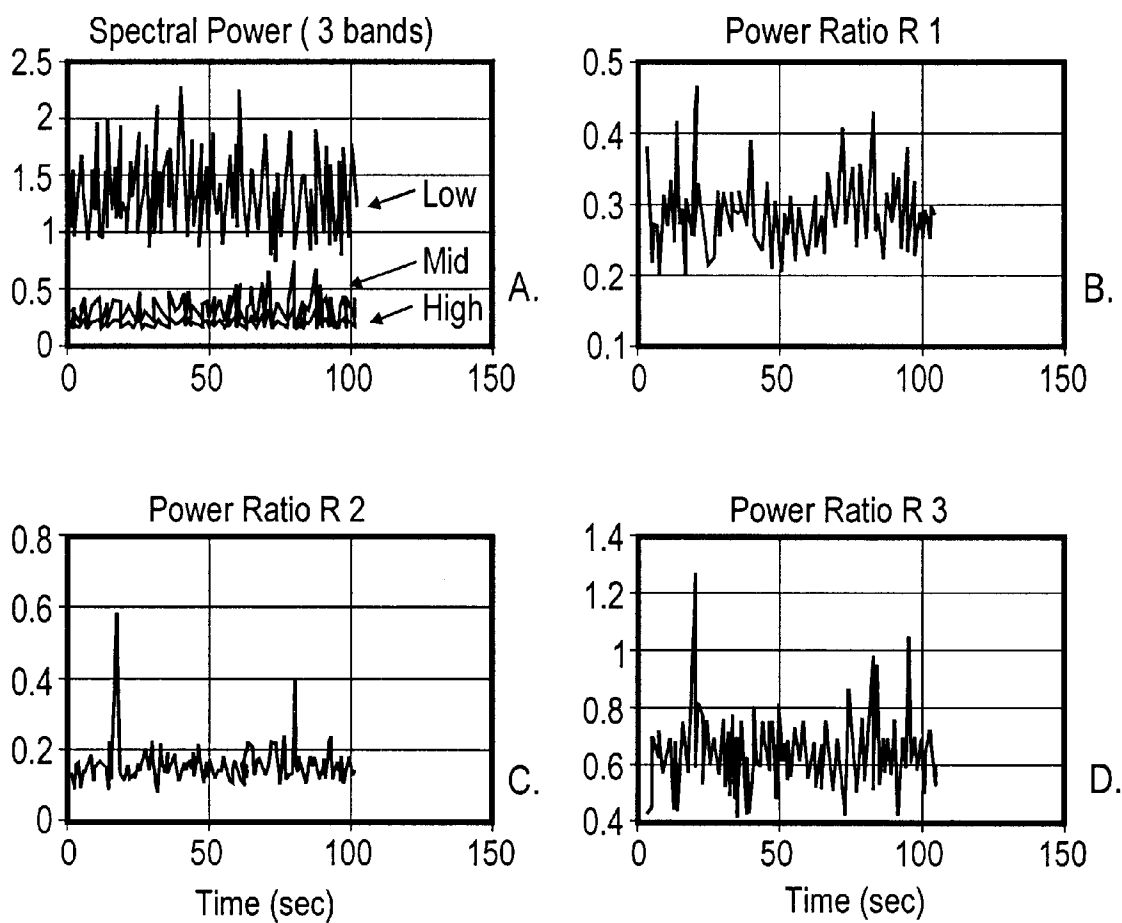 Spectral Power ( 3 bands)
2.5
2
1.5
1
0.5
0
0 50 100 150
Low
Mid
High
A.
Power Ratio R 1
0.5
0.4
0.3
0.2
0.1
0 50 100 150
B.
Power Ratio R 2
0.8
0.6
0.4
0.2
0
0 50 100 150
Time (sec)
C.
Power Ratio R 3
1.4
1.2
1
0.8
0.6
0.4
0 50 100 150
Time (sec)
D.